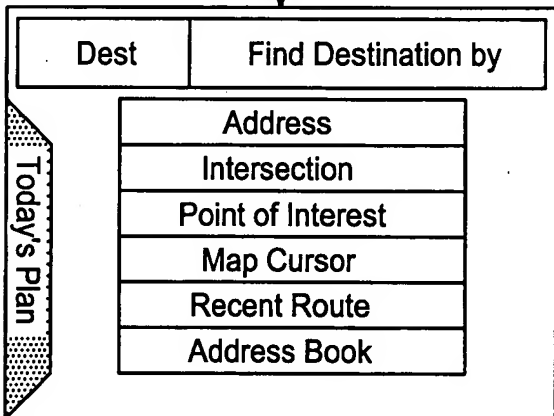 Dest
Find Destination by
Today's Plan
Address
Intersection
Point of Interest
Map Cursor
Recent Route
Address Book